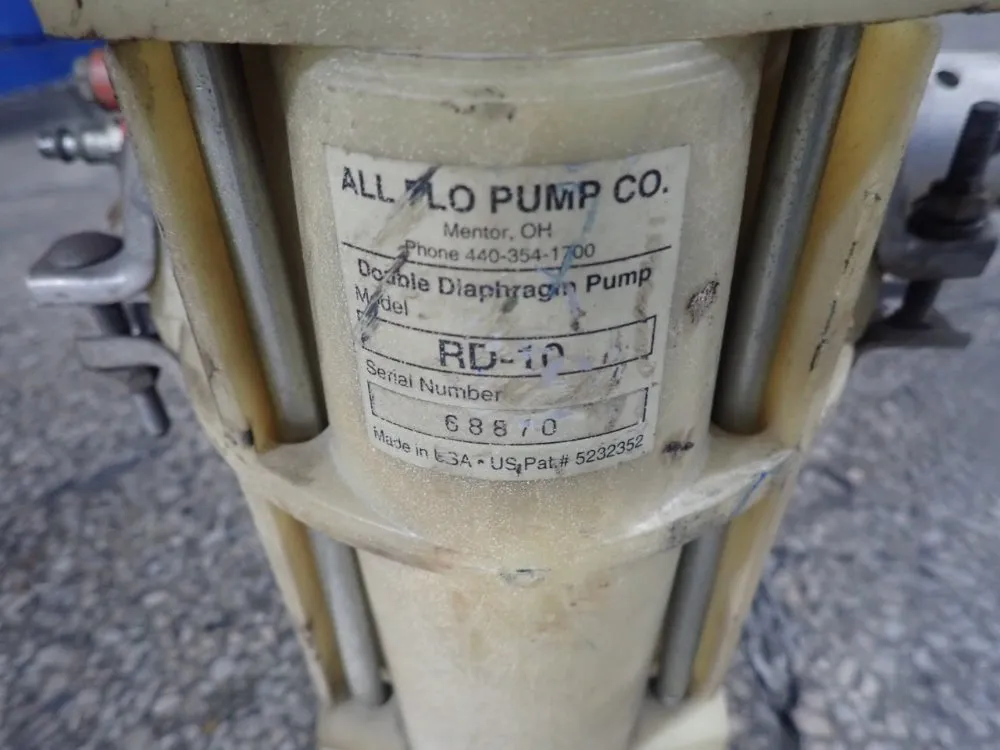 ALL FLO PUMP CO.
Mentor, OH
Phone 440-354-1700
Double Diaphragm Pump
Model
RD-10
Serial Number
68870
Made in USA • US Pat.# 5232352